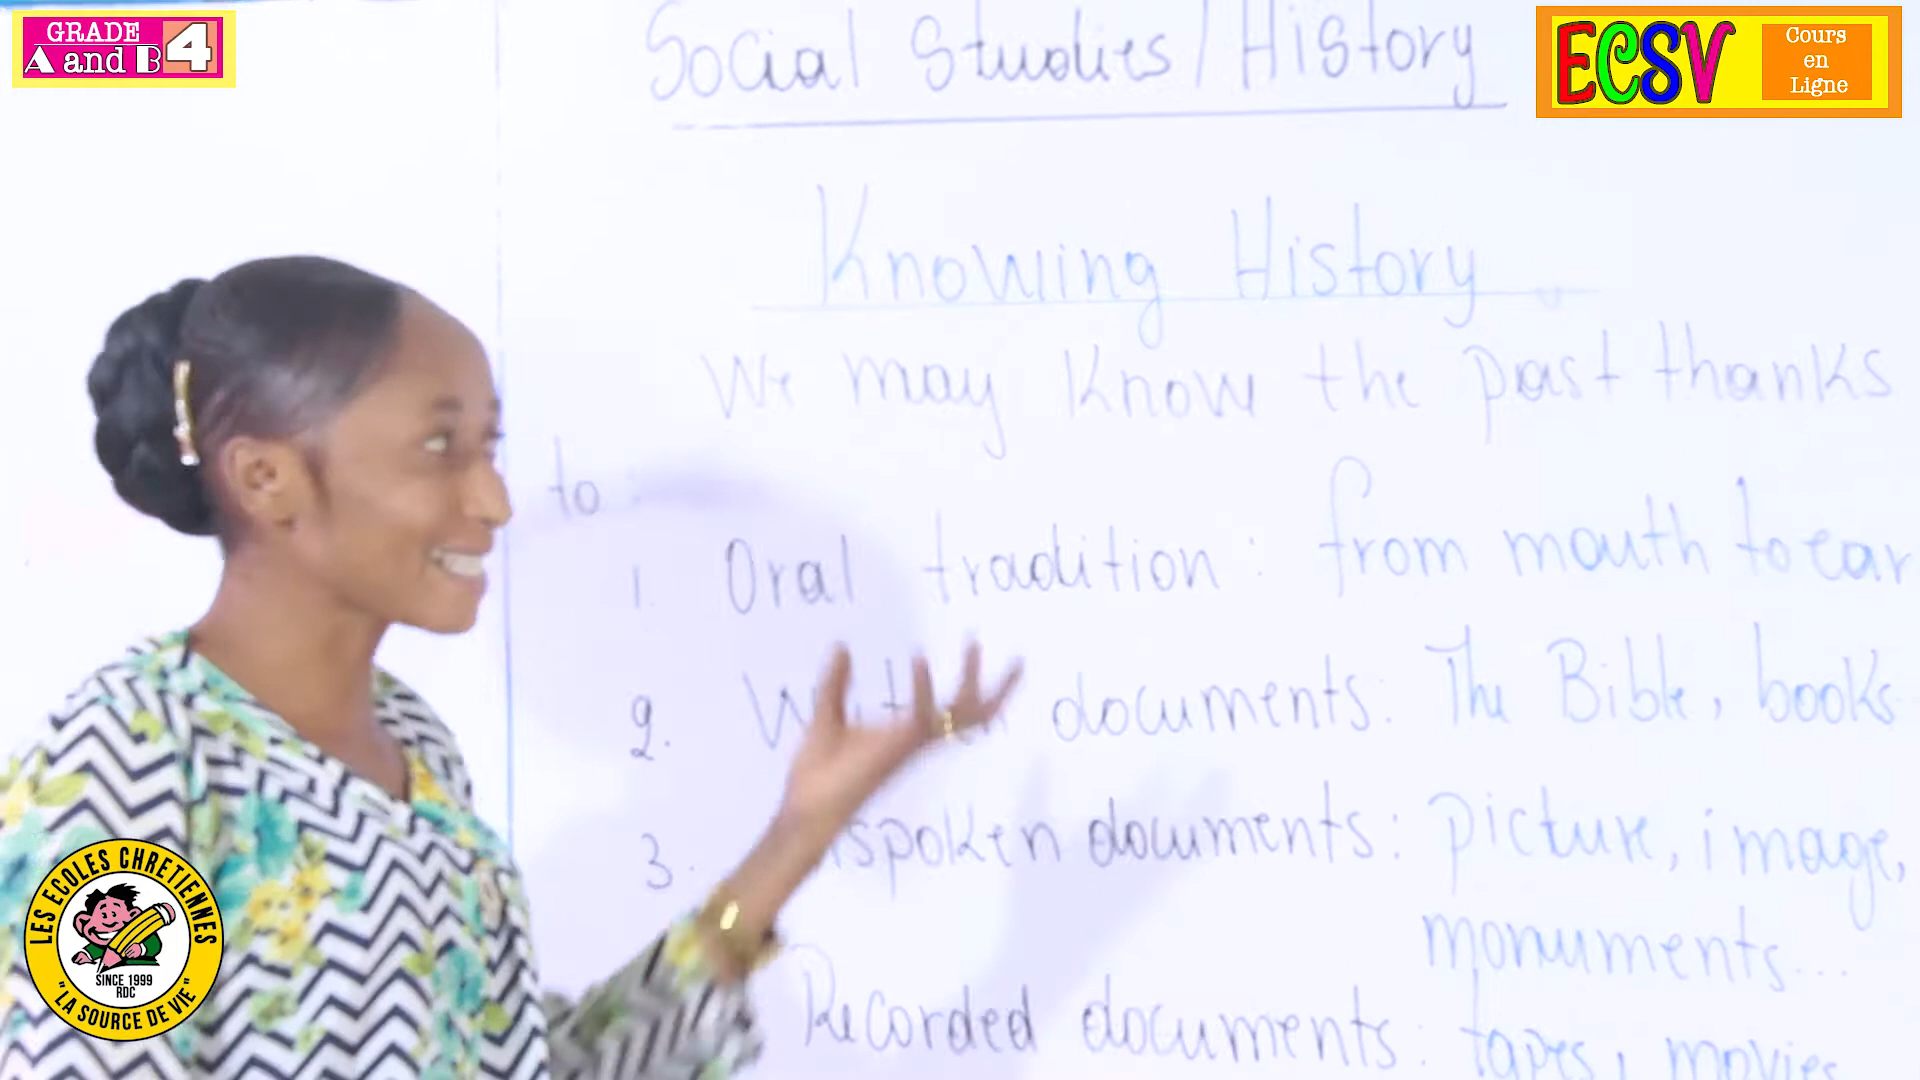 GRADE
A and B 4
ECSV
Cours
en
Ligne
Social Studies / History
Knowing History
We may know the past thanks
to :
1. Oral tradition : from mouth to ear
2. documents : The Bible, books
3. documents : picture, image,
monuments...
Recorded documents : tapes, movies
LES ECOLES CHRETIENNES
SINCE 1999
RDC
"LA SOURCE DE VIE"